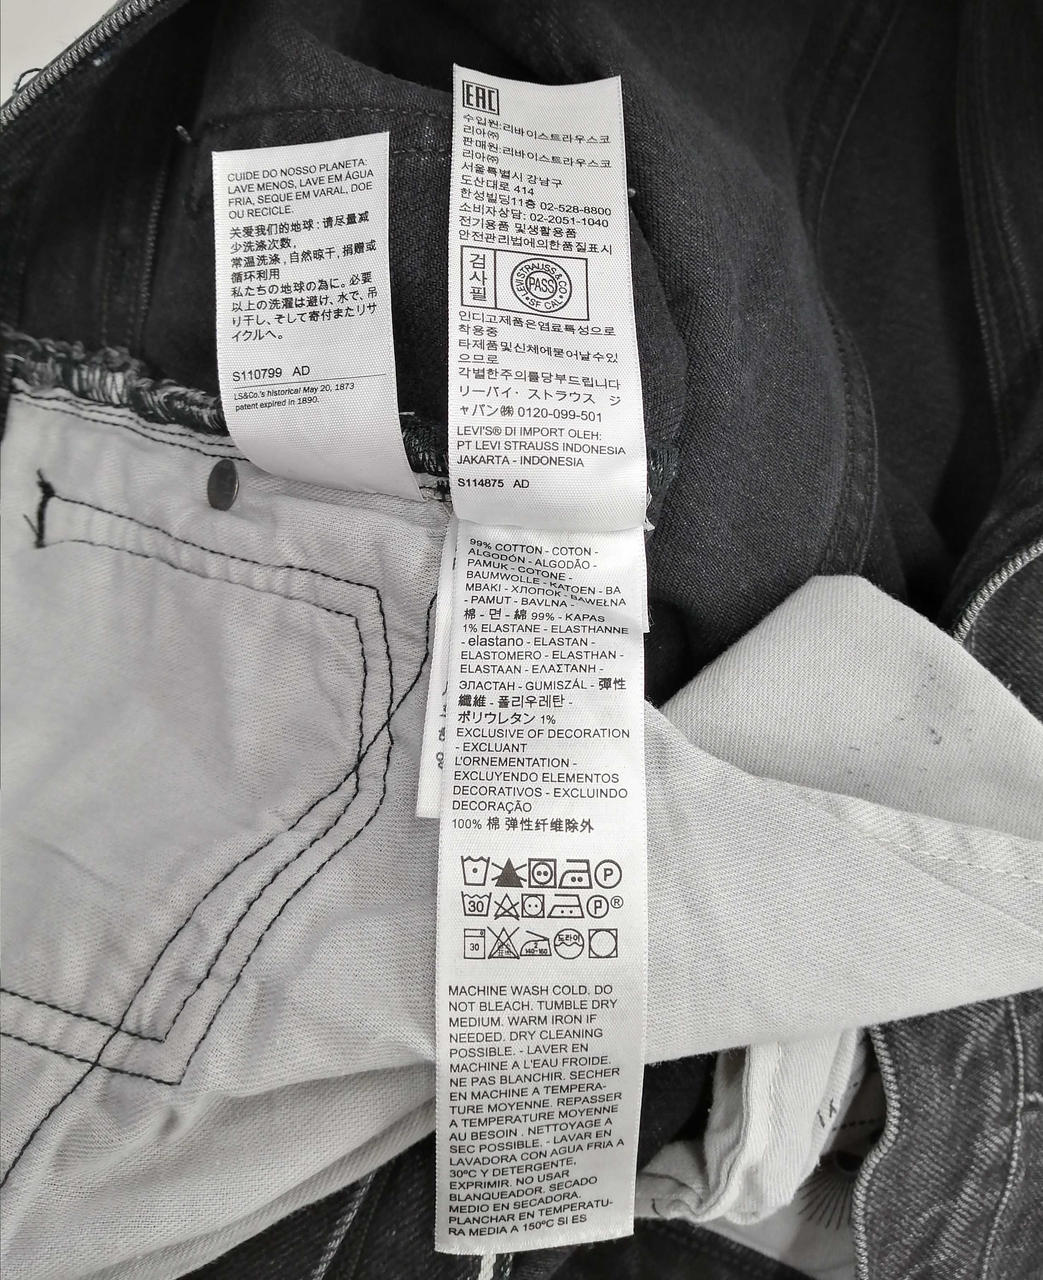 CUIDE DO NOSSO PLANETA:
LAVE MENOS, LAVE EM ÁGUA
FRIA, SEQUE EM VARAL, DOE
OU RECICLE.
关爱我们的地球：请尽量减
少洗涤次数，
常温洗涤，自然晾干，捐赠或
循环利用
私たちの地球の為に。必要
以上の洗濯は避け、水で、吊
り干し、そして寄付またリサ
イクルへ。
S110799 AD
LS&Co.'s historical May 20, 1873
patent expired in 1890.
EAC
수입원:리바이스트라우스코
리아㈜
판매원:리바이스트라우스코
리아㈜
서울특별시 강남구
도산대로 414
한성빌딩11층 02-528-8800
소비자상담: 02-2051-1040
전기용품 및생활용품
안전관리법에의한품질표시
검사필
LEVI STRAUSS & CO
PASS
SF CAL
인디고제품은염료특성으로
착용중
타제품및신체에묻어날수있
으므로
각별한주의를당부드립니다
リーバイ・ストラウス ジ
ャパン㈱ 0120-099-501
LEVI'S® DI IMPORT OLEH:
PT LEVI STRAUSS INDONESIA
JAKARTA - INDONESIA
S114875 AD
99% COTTON - COTON -
ALGODÓN - ALGODÃO -
PAMUK - COTONE -
BAUMWOLLE - KATOEN - BA
MBAKI - ХЛОПОК - BAWEŁNA
- PAMUT - BAVLNA -
棉 - 면 - 綿 99% - KAPAS
1% ELASTANE - ELASTHANNE
- elastano - ELASTAN -
ELASTOMERO - ELASTHAN -
ELASTAAN - ΕΛΑΣΤΑΝΗ -
ЭЛАСТАН - GUMISZÁL - 彈性
纖維 - 폴리우레탄 -
ポリウレタン 1%
EXCLUSIVE OF DECORATION
- EXCLUANT
L'ORNEMENTATION -
EXCLUYENDO ELEMENTOS
DECORATIVOS - EXCLUINDO
DECORAÇÃO
100% 棉 弹性纤维除外
P
30 P ®
30 2 140-160 드라이
MACHINE WASH COLD. DO
NOT BLEACH. TUMBLE DRY
MEDIUM. WARM IRON IF
NEEDED. DRY CLEANING
POSSIBLE. - LAVER EN
MACHINE A L'EAU FROIDE.
NE PAS BLANCHIR. SECHER
EN MACHINE A TEMPERA-
TURE MOYENNE. REPASSER
A TEMPERATURE MOYENNE
AU BESOIN . NETTOYAGE A
SEC POSSIBLE. - LAVAR EN
LAVADORA CON AGUA FRIA A
30ºC Y DETERGENTE,
EXPRIMIR. NO USAR
BLANQUEADOR. SECADO
MEDIO EN SECADORA.
PLANCHAR EN TEMPERATU-
RA MEDIA A 150ºC SI ES